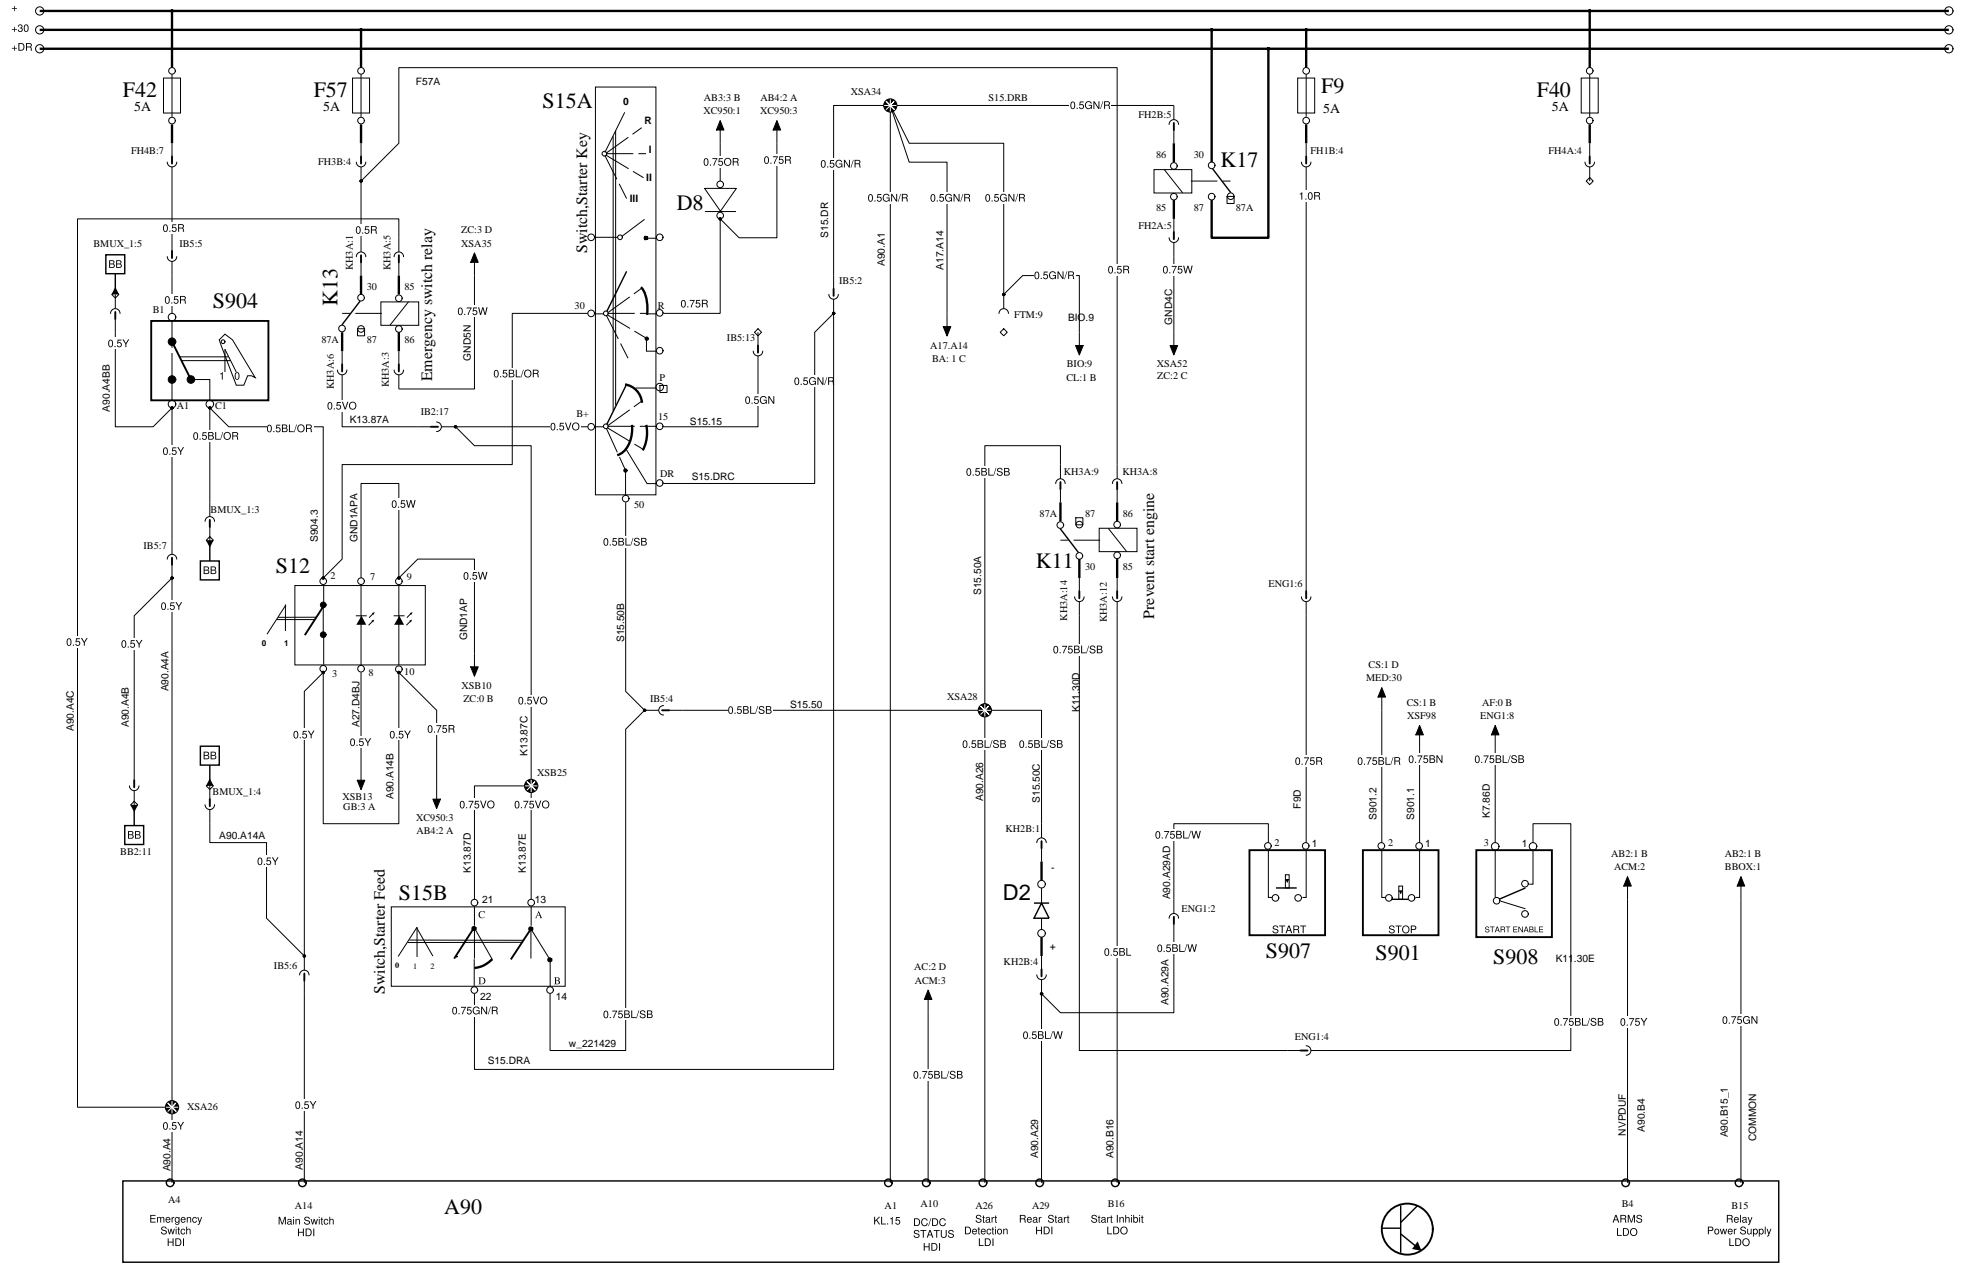 +
+30
+DR
F42
5A
F57
5A
F57A
S15A
Switch,Starter Key
0
R
I
II
III
AB3:3 B
XC950:1
AB4:2 A
XC950:3
XSA34
S15.DRB
0.5GN/R
FH2B:5
F9
5A
F40
5A
FH4B:7
FH3B:4
0.75OR
0.75R
0.5GN/R
86
30
K17
FH1B:4
FH4A:4
D8
0.5GN/R
0.5GN/R
0.5GN/R
85
87
87A
1.0R
0.5R
BMUX_1:5
IB5:5
0.5R
KH3A:1
KH3A:5
ZC:3 D
XSA35
S15.DR
A90.A1
A17.A14
FH2A:5
BB
K13
Emergency switch relay
0.5R
0.75W
GND4C
30
85
IB5:2
0.5GN/R
0.5R
B1
S904
0.75W
GND5N
30
R
0.75R
FTM:9
BIO.9
0.5Y
87A
87
86
IB5:13
A17.A14
BA: 1 C
BIO:9
CL:1 B
XSA52
ZC:2 C
1
0
KH3A:6
KH3A:3
0.5BL/OR
P
0.5GN/R
A90.A4BB
0.5VO
K13.87A
IB2:17
0.5GN
A1
C1
0.5BL/OR
0.5BL/OR
0.5VO
B+
15
S15.15
0.5Y
0.5BL/SB
KH3A:9
KH3A:8
DR
S15.DRC
50
GND1APA
0.5W
S904.3
BMUX_1:3
87A
87
86
Prevent start engine
IB5:7
0.5BL/SB
K11
30
85
BB
S12
2
7
9
0.5W
S15.50A
KH3A:14
KH3A:12
ENG1:6
0.5Y
0
1
GND1AP
S15.50B
0.5Y
0.5Y
0.75BL/SB
A90.A4A
3
8
10
XSB10
ZC:0 B
CS:1 D
MED:30
A90.A4C
A90.A4B
A27.D4BJ
0.5VO
IB5:4
0.5BL/SB
S15.50
XSA28
K11.30D
CS:1 B
XSF98
AF:0 B
ENG1:8
0.5Y
0.5Y
0.5Y
0.75R
K13.87C
0.5BL/SB
0.5BL/SB
BB
A90.A14B
0.75R
0.75BL/R
0.75BN
0.75BL/SB
BMUX_1:4
XSB13
GB:3 A
XSB25
A90.A26
S15.50C
F9D
S901.2
S901.1
K7.86D
XC950:3
AB4:2 A
0.75VO
0.75VO
BB
BB2:11
A90.A14A
KH2B:1
0.75BL/W
0.5Y
K13.87D
K13.87E
-
2
1
2
1
3
1
AB2:1 B
ACM:2
AB2:1 B
BBOX:1
Switch,Starter Feed
S15B
21
13
D2
A90.A29AD
ENG1:2
C
A
START
STOP
START ENABLE
+
S907
S901
S908
0
1
2
IB5:6
D
B
22
14
KH2B:4
0.5BL/W
0.5BL
K11.30E
AC:2 D
ACM:3
A90.A29A
0.75GN/R
0.75BL/SB
0.5BL/W
0.75BL/SB
0.75Y
0.75GN
w_221429
ENG1:4
S15.DRA
0.75BL/SB
XSA26
0.5Y
0.5Y
A90.A4
A90.A14
A90.A29
A90.B16
NVPDUF
A90.B4
A90.B15_1
COMMON
A90
A4
Emergency
Switch
HDI
A14
Main Switch
HDI
A1
KL.15
A10
DC/DC
STATUS
HDI
A26
Start
Detection
LDI
A29
Rear Start
HDI
B16
Start Inhibit
LDO
B4
ARMS
LDO
B15
Relay
Power Supply
LDO